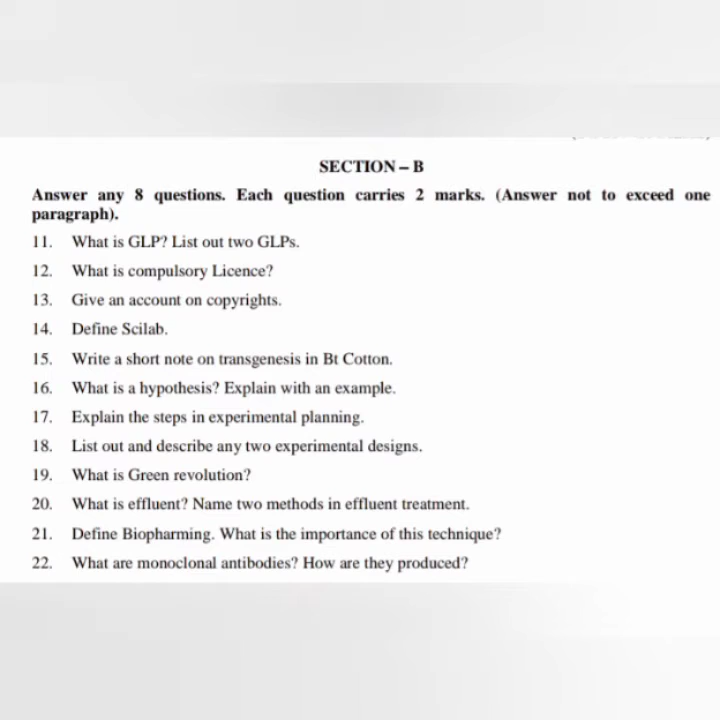 SECTION – B
Answer any 8 questions. Each question carries 2 marks. (Answer not to exceed one
paragraph).
11. What is GLP? List out two GLPs.
12. What is compulsory Licence?
13. Give an account on copyrights.
14. Define Scilab.
15. Write a short note on transgenesis in Bt Cotton.
16. What is a hypothesis? Explain with an example.
17. Explain the steps in experimental planning.
18. List out and describe any two experimental designs.
19. What is Green revolution?
20. What is effluent? Name two methods in effluent treatment.
21. Define Biopharming. What is the importance of this technique?
22. What are monoclonal antibodies? How are they produced?